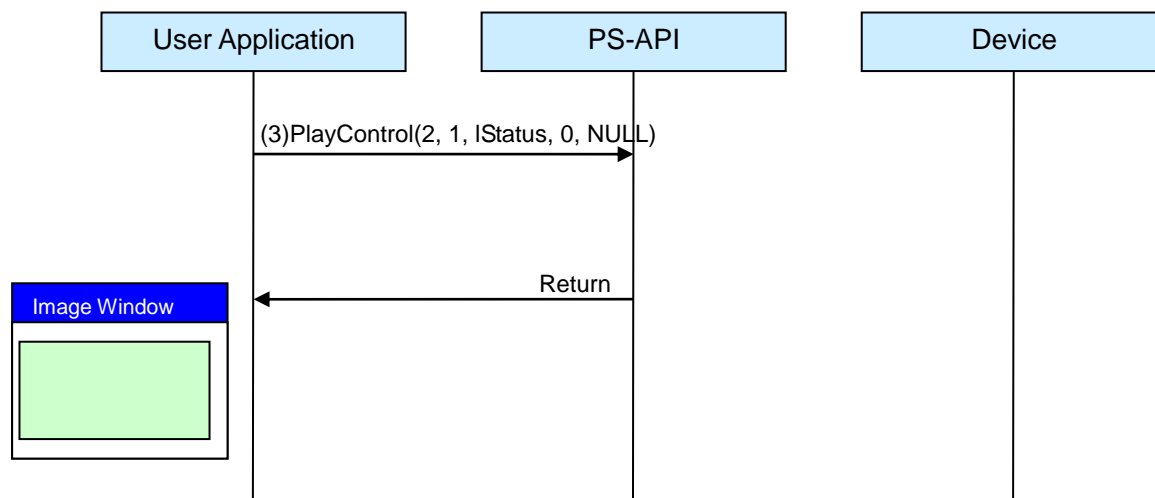 User Application
PS-API
Device
(3)PlayControl(2, 1, lStatus, 0, NULL)
Return
Image Window